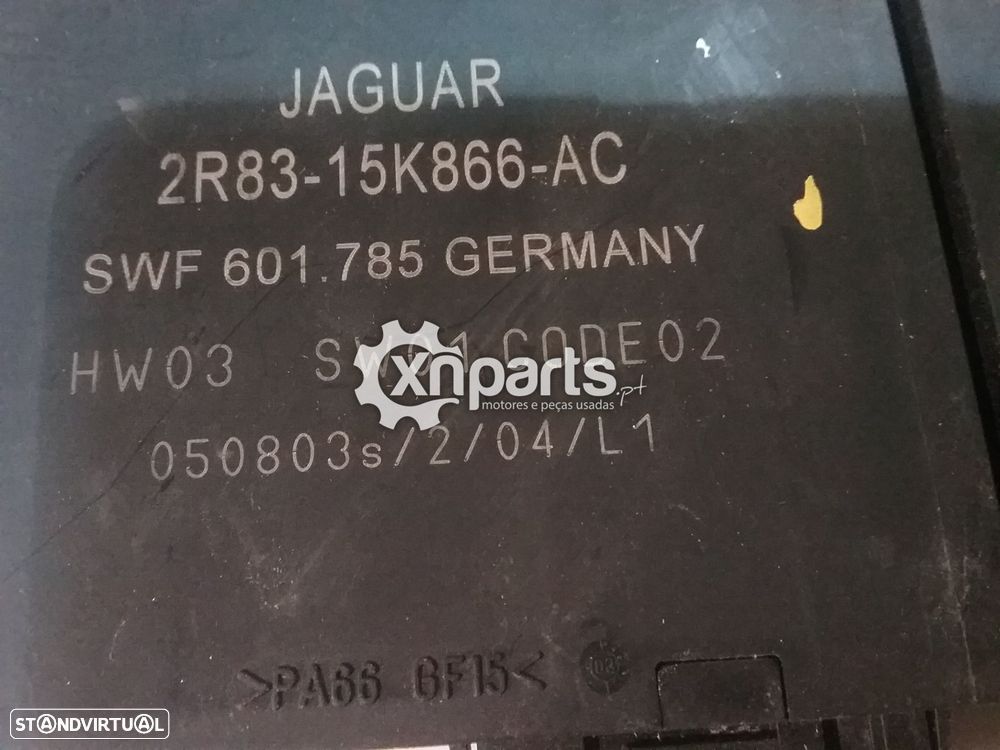 JAGUAR
2R83-15K866-AC
SWF 601.785 GERMANY
HW03 SW01 CODE02
xnparts.pt
motores e peças usadas
050803s/2/04/L1
>PA66 GF15<
STANDVIRTUAL